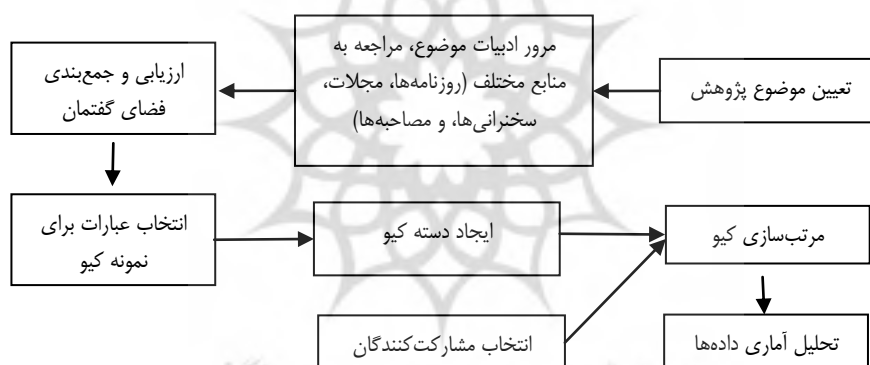 تعیین موضوع پژوهش
مرور ادبیات موضوع، مراجعه به
منابع مختلف (روزنامه‌ها، مجلات،
سخنرانی‌ها، و مصاحبه‌ها)
ارزیابی و جمع‌بندی
فضای گفتمان
انتخاب عبارات برای
نمونه کیو
ایجاد دسته کیو
مرتب‌سازی کیو
انتخاب مشارکت‌کنندگان
تحلیل آماری داده‌ها